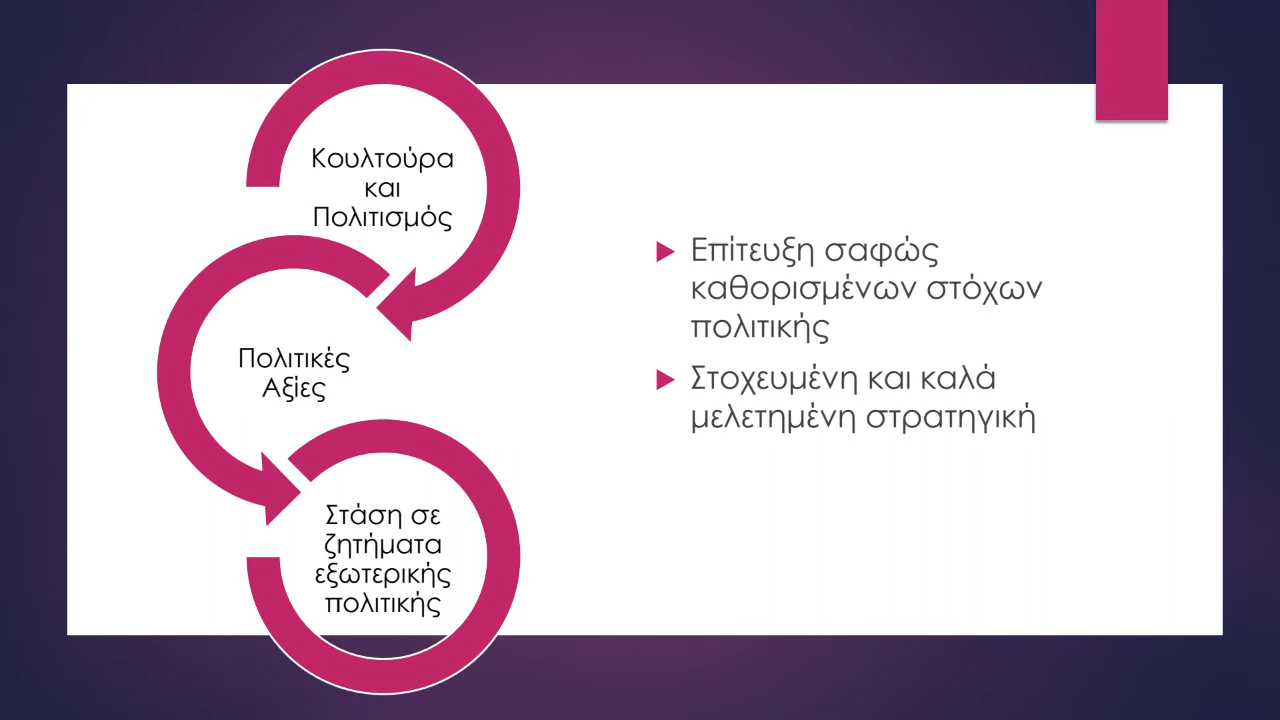 Κουλτούρα
και
Πολιτισμός
Πολιτικές
Αξίες
Στάση σε
ζητήματα
εξωτερικής
πολιτικής
Επίτευξη σαφώς
καθορισμένων στόχων
πολιτικής
Στοχευμένη και καλά
μελετημένη στρατηγική